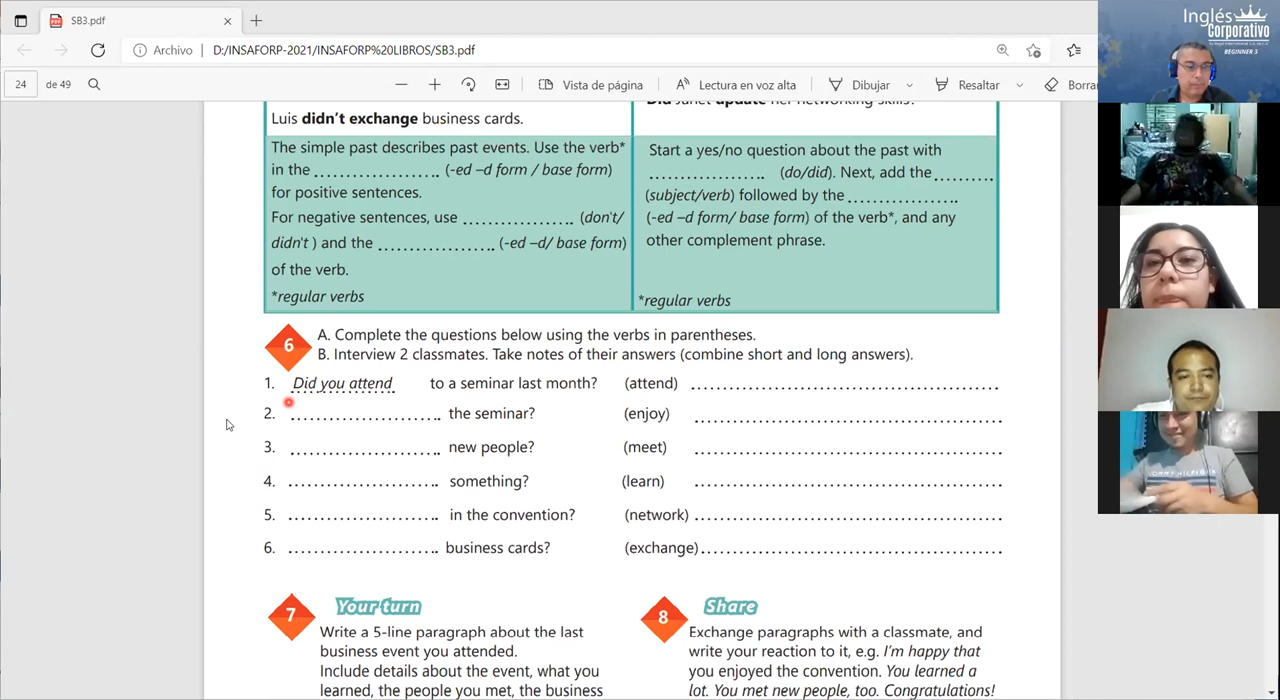 SB3.pdf
Archivo D:/INSAFORP-2021/INSAFORP%20LIBROS/SB3.pdf
24 de 49 Vista de página Lectura en voz alta Dibujar Resaltar Borrar
Inglés
Corporativo
BEGINNER 3
Luis didn't exchange business cards.
The simple past describes past events. Use the verb*
in the .................... (-ed –d form / base form)
for positive sentences.
For negative sentences, use .................... (don't/
didn't ) and the .................... (-ed –d/ base form)
of the verb.
*regular verbs
Did Janet update her networking skills?
Start a yes/no question about the past with
.................... (do/did). Next, add the ..........
(subject/verb) followed by the ....................
(-ed –d form/ base form) of the verb*, and any
other complement phrase.
*regular verbs
6
A. Complete the questions below using the verbs in parentheses.
B. Interview 2 classmates. Take notes of their answers (combine short and long answers).
1. Did you attend to a seminar last month? (attend) ........................................
2. .......................... the seminar? (enjoy) ........................................
3. .......................... new people? (meet) ........................................
4. .......................... something? (learn) ........................................
5. .......................... in the convention? (network) ........................................
6. .......................... business cards? (exchange) ........................................
7 Your turn
Write a 5-line paragraph about the last
business event you attended.
Include details about the event, what you
learned, the people you met, the business
8 Share
Exchange paragraphs with a classmate, and
write your reaction to it, e.g. I'm happy that
you enjoyed the convention. You learned a
lot. You met new people, too. Congratulations!